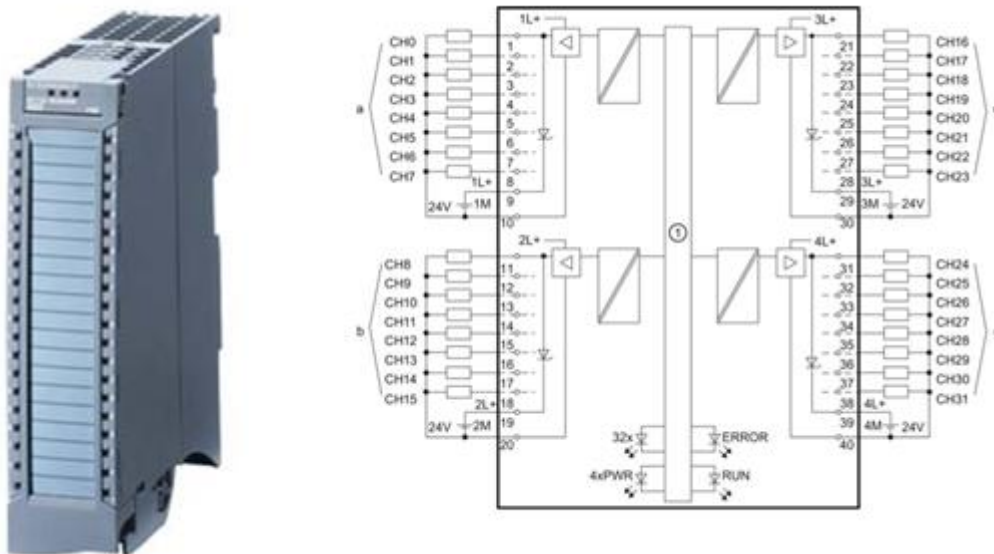 1L+ 3L+
CH0 1 21 CH16
CH1 2 22 CH17
CH2 3 23 CH18
CH3 4 24 CH19
a CH4 5 25 CH20
CH5 6 26 CH21
CH6 7 27 CH22
CH7 8 28 CH23
1L+ 3L+
24V 1M 9 29 3M 24V
10 30
①
2L+ 4L+
CH8 11 31 CH24
CH9 12 32 CH25
CH10 13 33 CH26
CH11 14 34 CH27
b CH12 15 35 CH28
CH13 16 36 CH29
CH14 17 37 CH30
CH15 18 38 CH31
2L+ 4L+
24V 2M 19 39 4M 24V
20 40
32x ERROR
4xPWR RUN